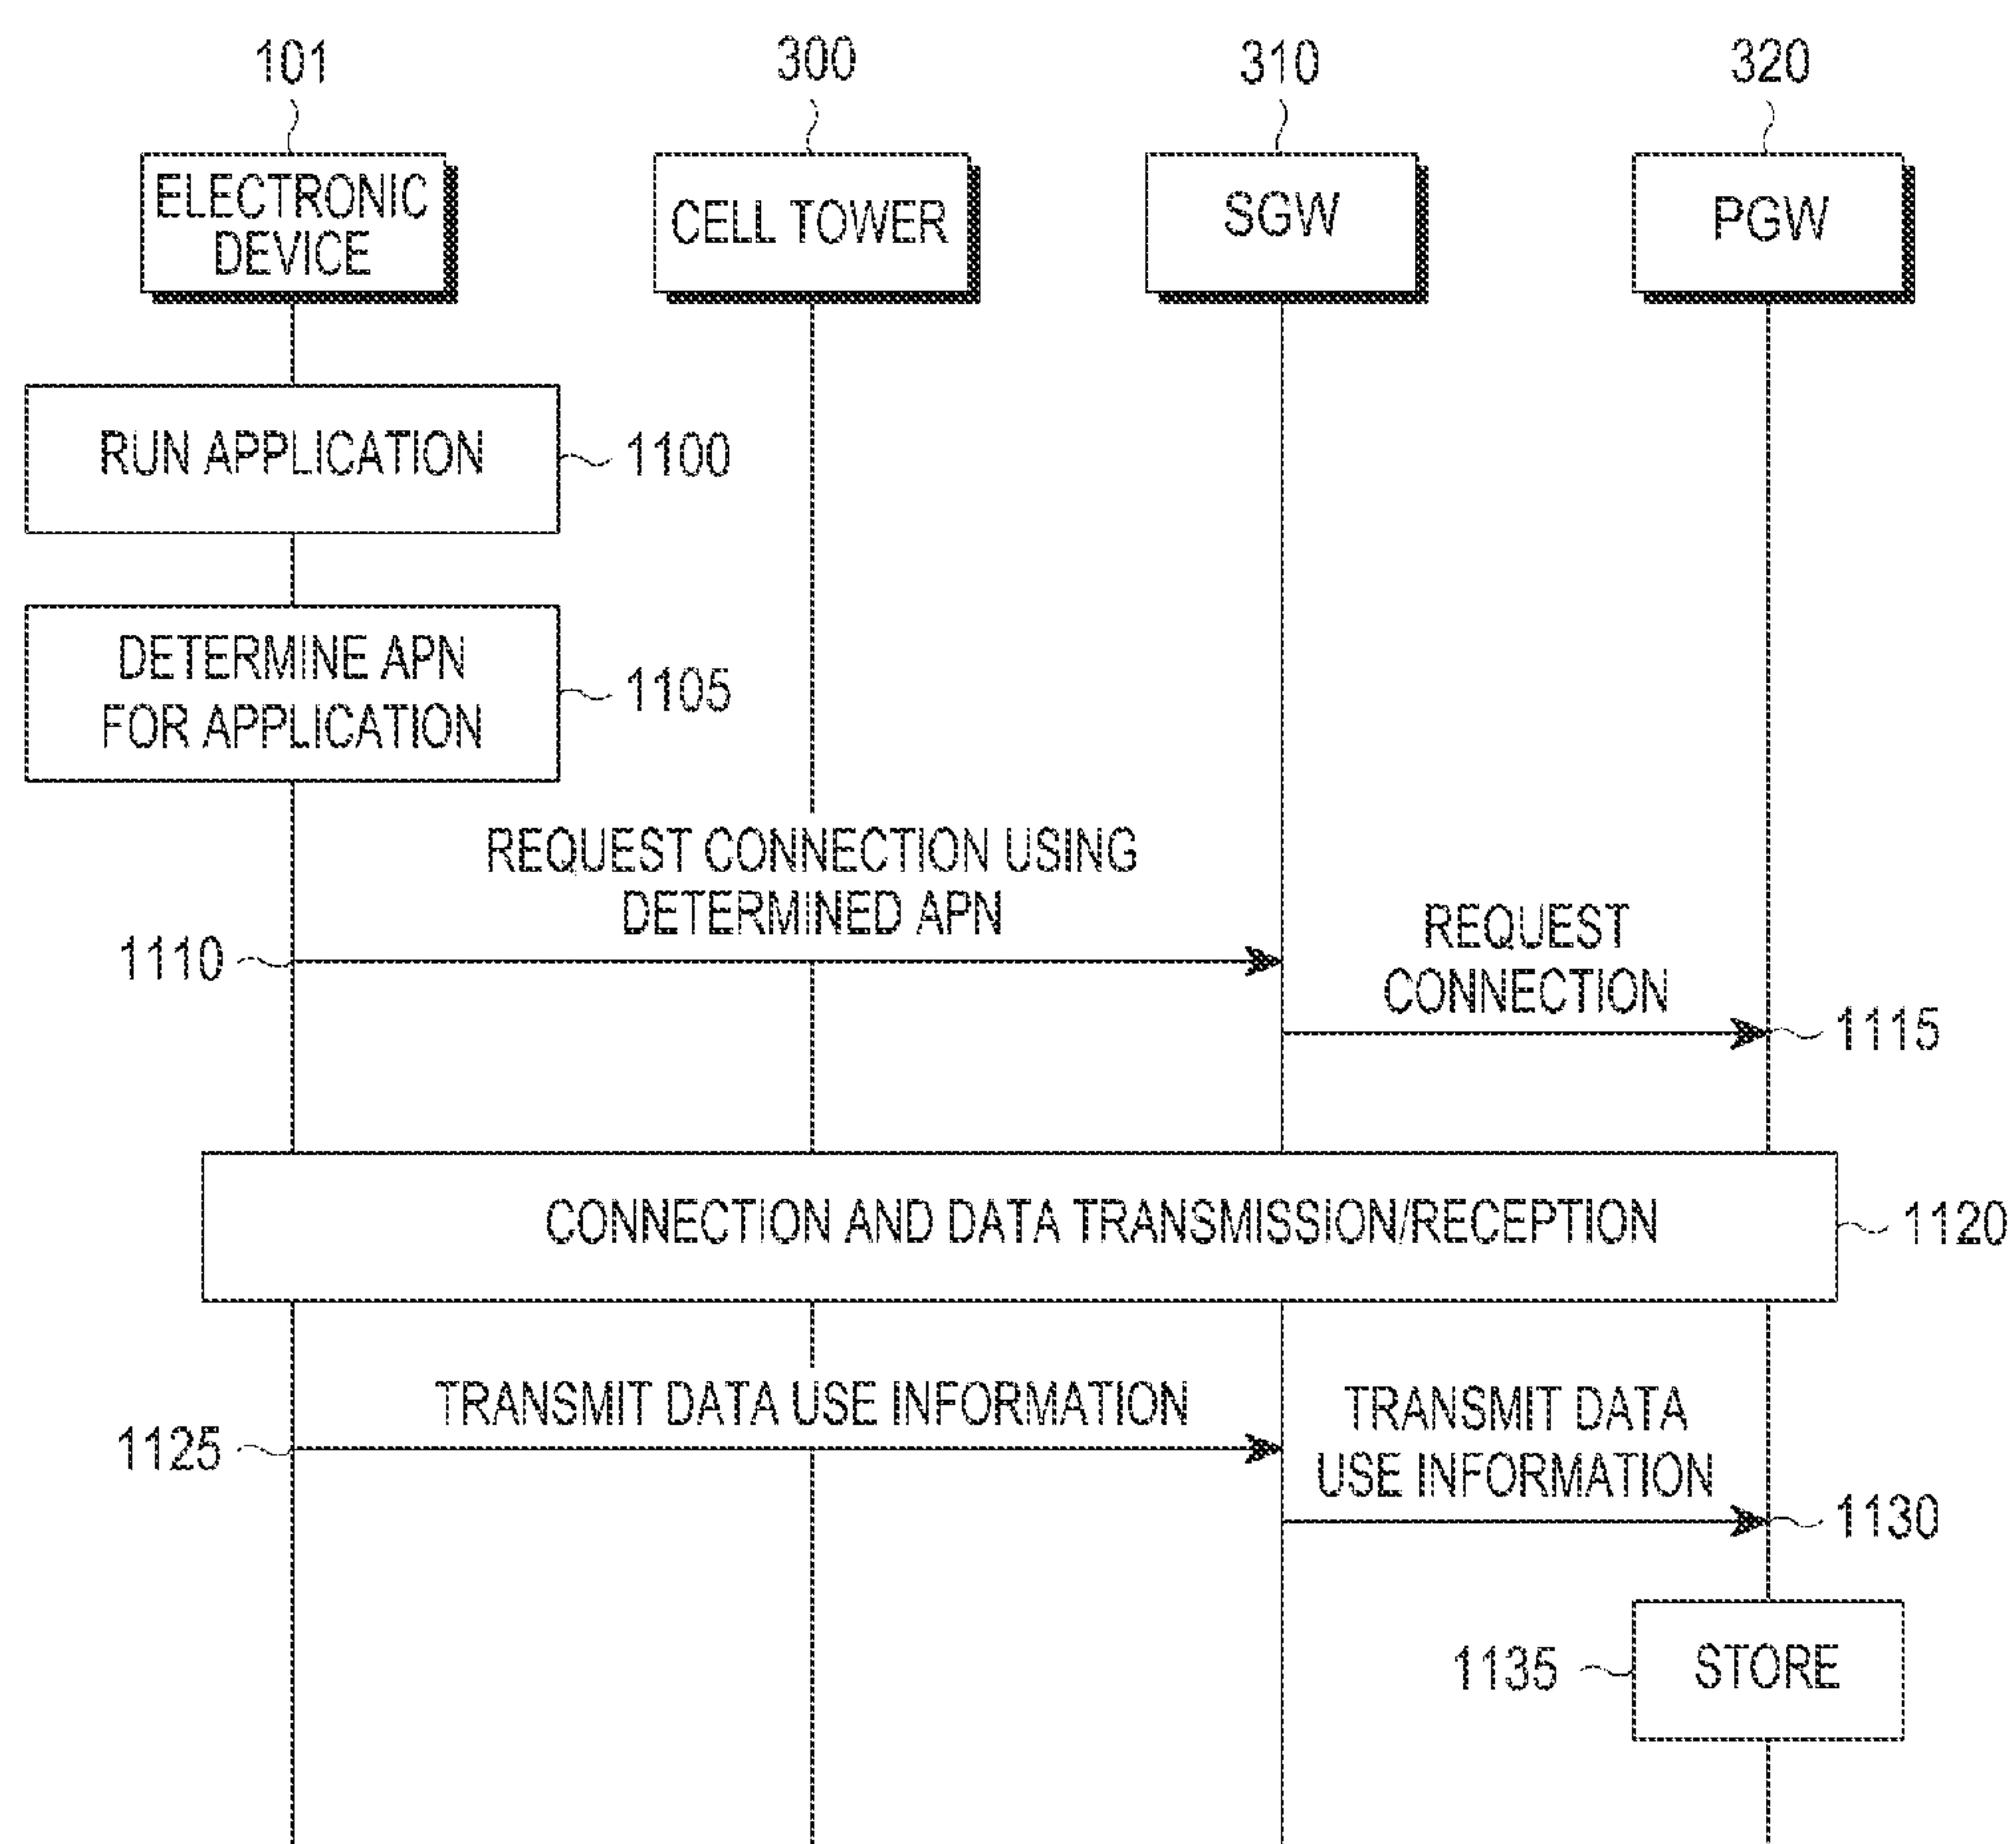 101
300
310
320
ELECTRONIC
DEVICE
CELL TOWER
SGW
PGW
RUN APPLICATION
1100
DETERMINE APN
FOR APPLICATION
1105
REQUEST CONNECTION USING
DETERMINED APN
1110
REQUEST
CONNECTION
1115
CONNECTION AND DATA TRANSMISSION/RECEPTION
1120
TRANSMIT DATA USE INFORMATION
1125
TRANSMIT DATA
USE INFORMATION
1130
1135
STORE